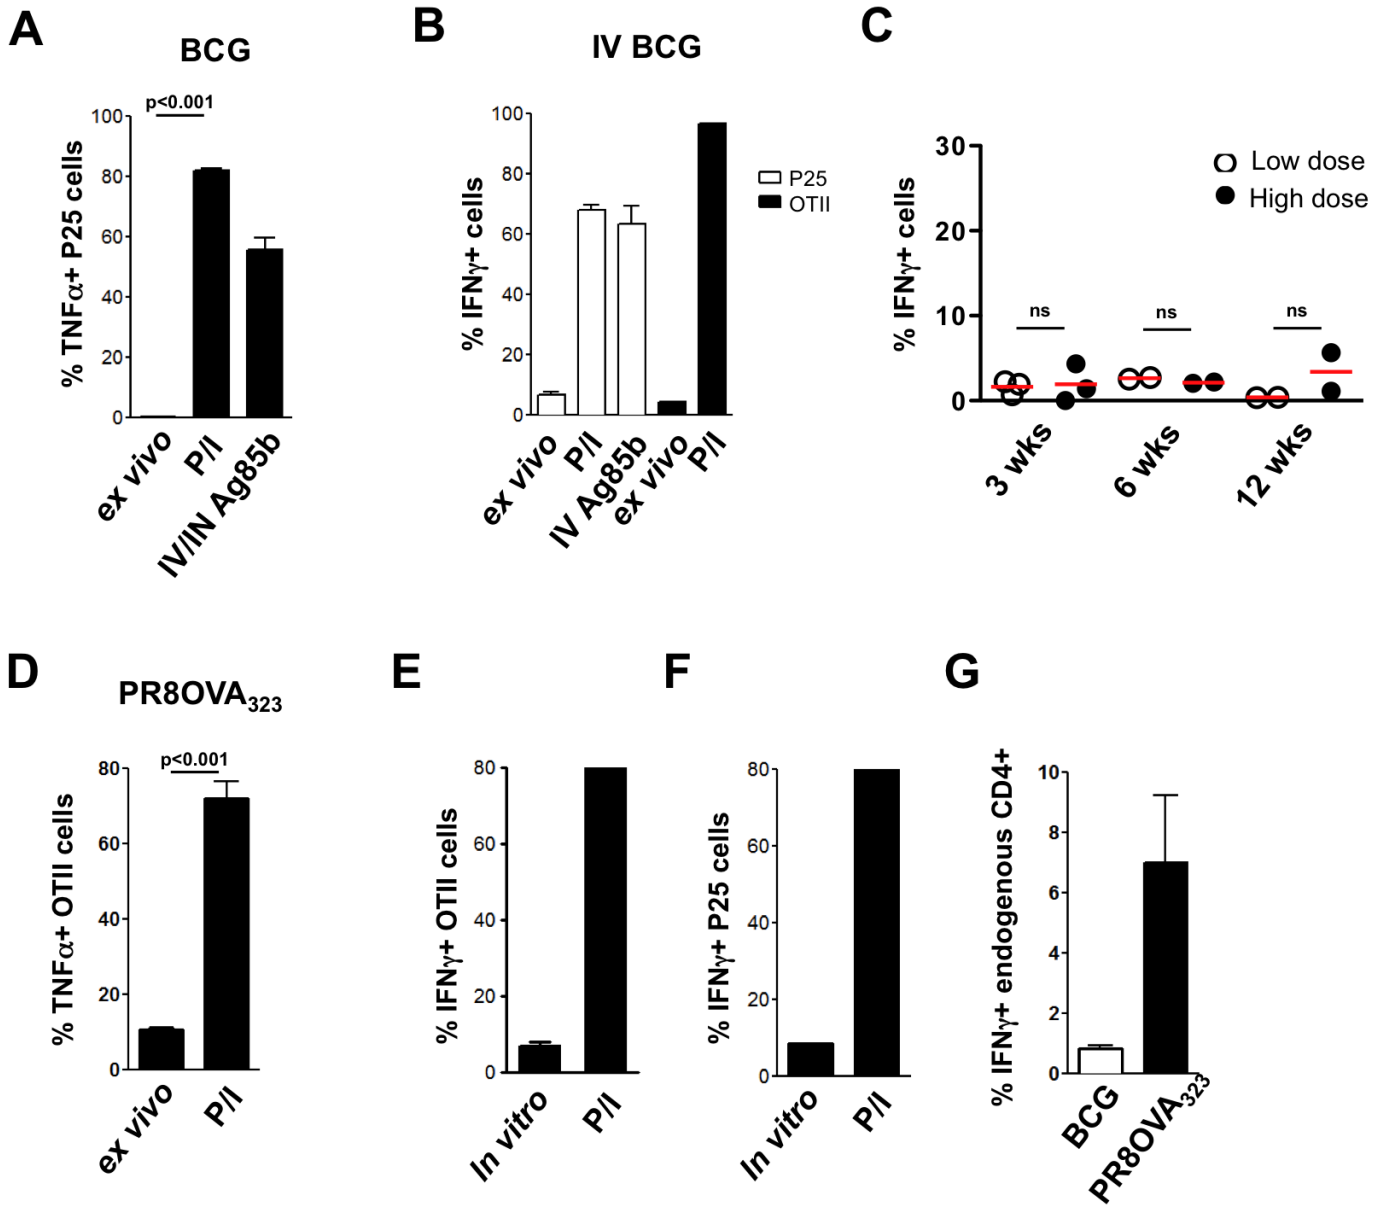 A
BCG
p<0.001
% TNFα+ P25 cells
100
80
60
40
20
0
ex vivo
P/I
IV/IN Ag85b
B
IV BCG
% IFNγ+ cells
100
80
60
40
20
0
P25
OTII
ex vivo
P/I
IV Ag85b
ex vivo
P/I
C
% IFNγ+ cells
30
20
10
0
Low dose
High dose
ns
ns
ns
3 wks
6 wks
12 wks
D
PR8OVA₃₂₃
p<0.001
% TNFα+ OTII cells
80
60
40
20
0
ex vivo
P/I
E
% IFNγ+ OTII cells
80
60
40
20
0
In vitro
P/I
F
% IFNγ+ P25 cells
80
60
40
20
0
In vitro
P/I
G
% IFNγ+ endogenous CD4+
10
8
6
4
2
0
BCG
PR8OVA₃₂₃